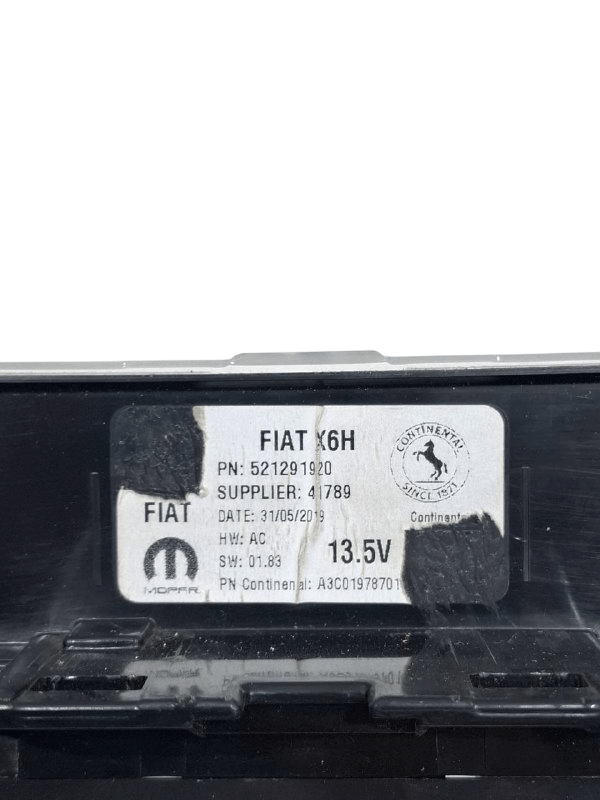 FIAT X6H
PN: 521291920
SUPPLIER: 41789
DATE: 31/05/2019
HW: AC
SW: 01.83
13.5V
PN Continental: A3C01978701
FIAT
MOPAR
CONTINENTAL
SINCE 1871
Continental